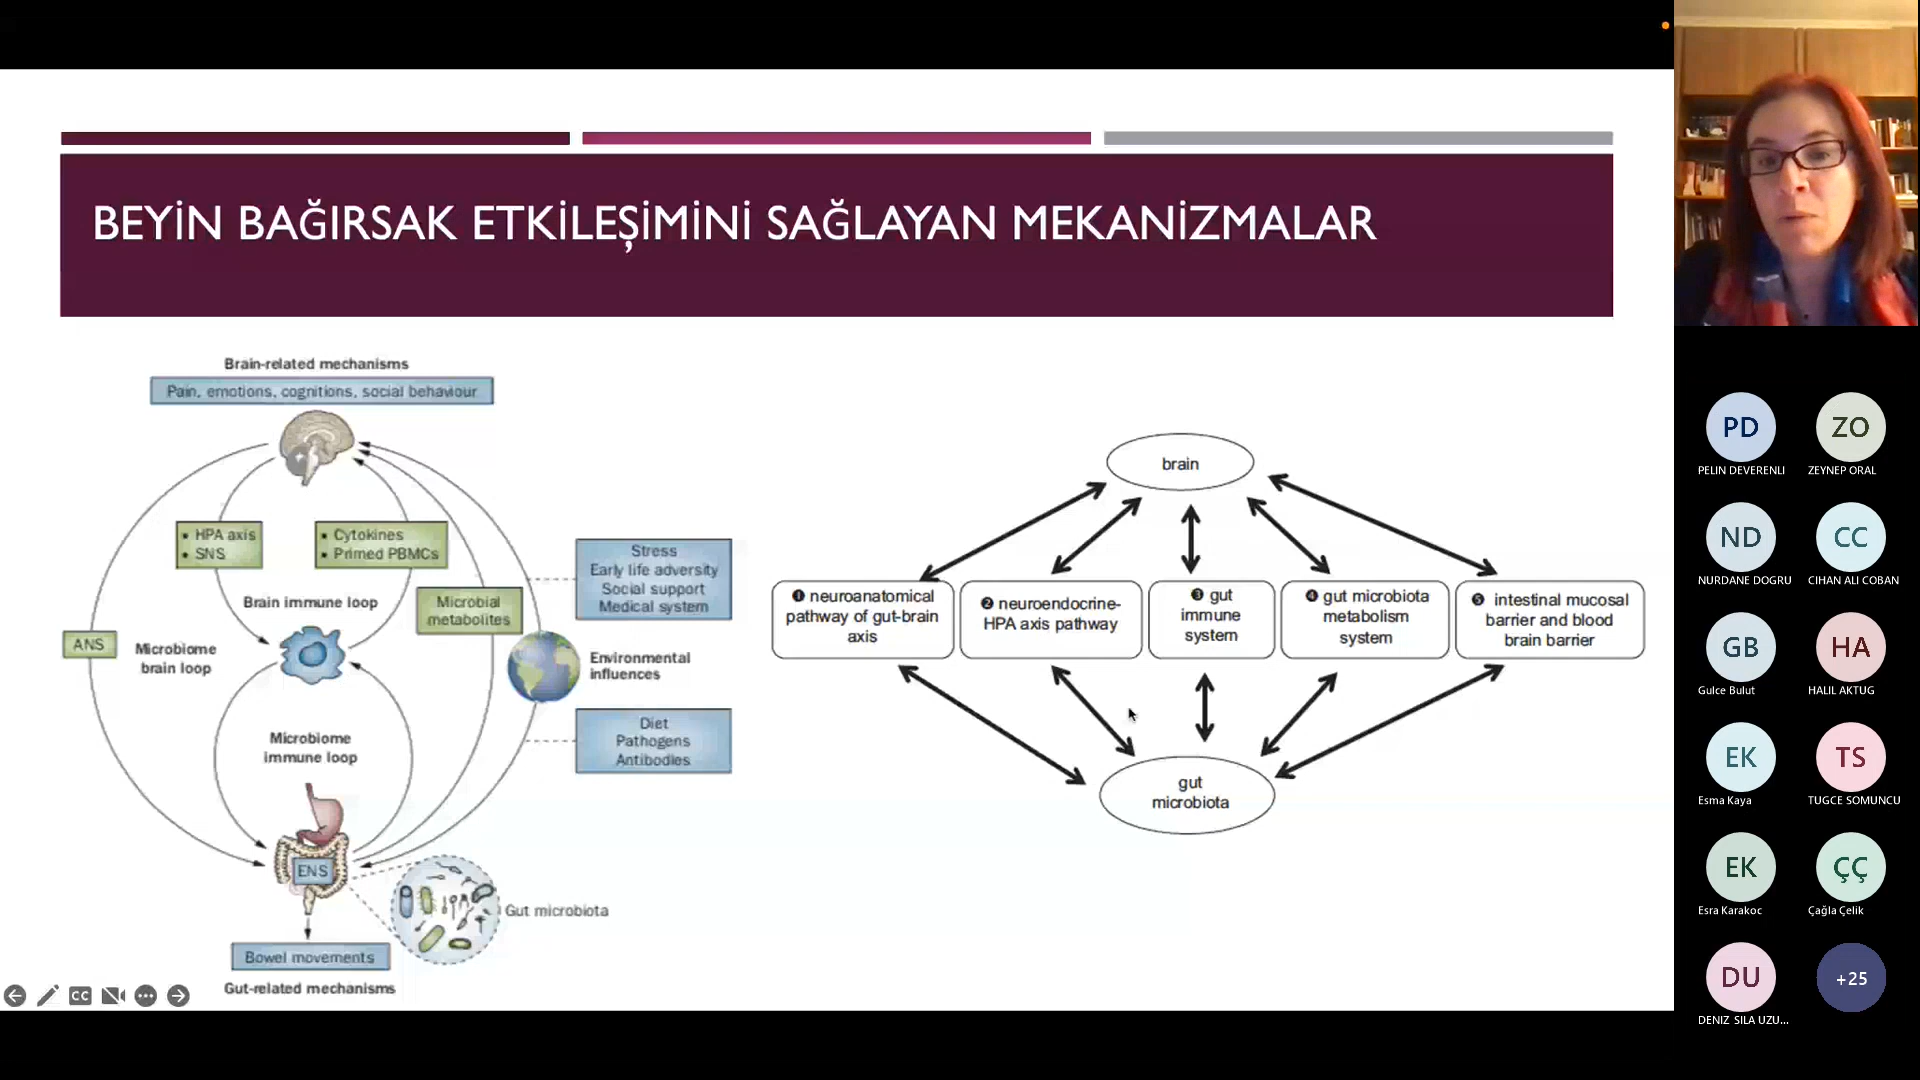 BEYİN BAĞIRSAK ETKİLEŞİMİNİ SAĞLAYAN MEKANİZMALAR
Brain-related mechanisms
Pain, emotions, cognitions, social behaviour
• HPA axis
• SNS
• Cytokines
• Primed PBMCs
Brain immune loop
Microbial
metabolites
ANS
Microbiome
brain loop
Stress
Early life adversity
Social support
Medical system
Environmental
influences
Diet
Pathogens
Antibodies
Microbiome
immune loop
ENS
Gut microbiota
Bowel movements
Gut-related mechanisms
brain
❶ neuroanatomical
pathway of gut-brain
axis
❷ neuroendocrine-
HPA axis pathway
❸ gut
immune
system
❹ gut microbiota
metabolism
system
❺ intestinal mucosal
barrier and blood
brain barrier
gut
microbiota
CC
PD
PELIN DEVERENLI
ZO
ZEYNEP ORAL
ND
NURDANE DOGRU
CC
CIHAN ALI COBAN
GB
Gulce Bulut
HA
HALIL AKTUG
EK
Esma Kaya
TS
TUGCE SOMUNCU
EK
Esra Karakoc
ÇÇ
Çağla Çelik
DU
DENIZ SILA UZU...
+25